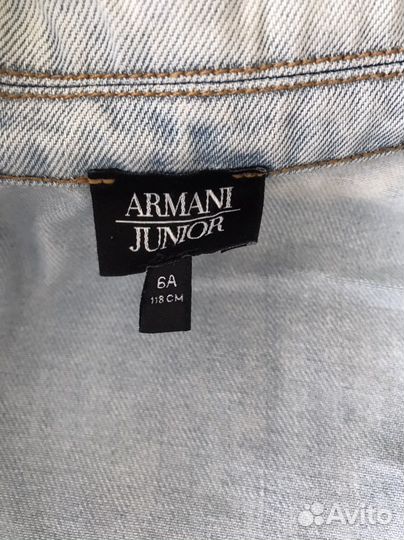 ARMANI
JUNIOR
6A
118 CM
Avito